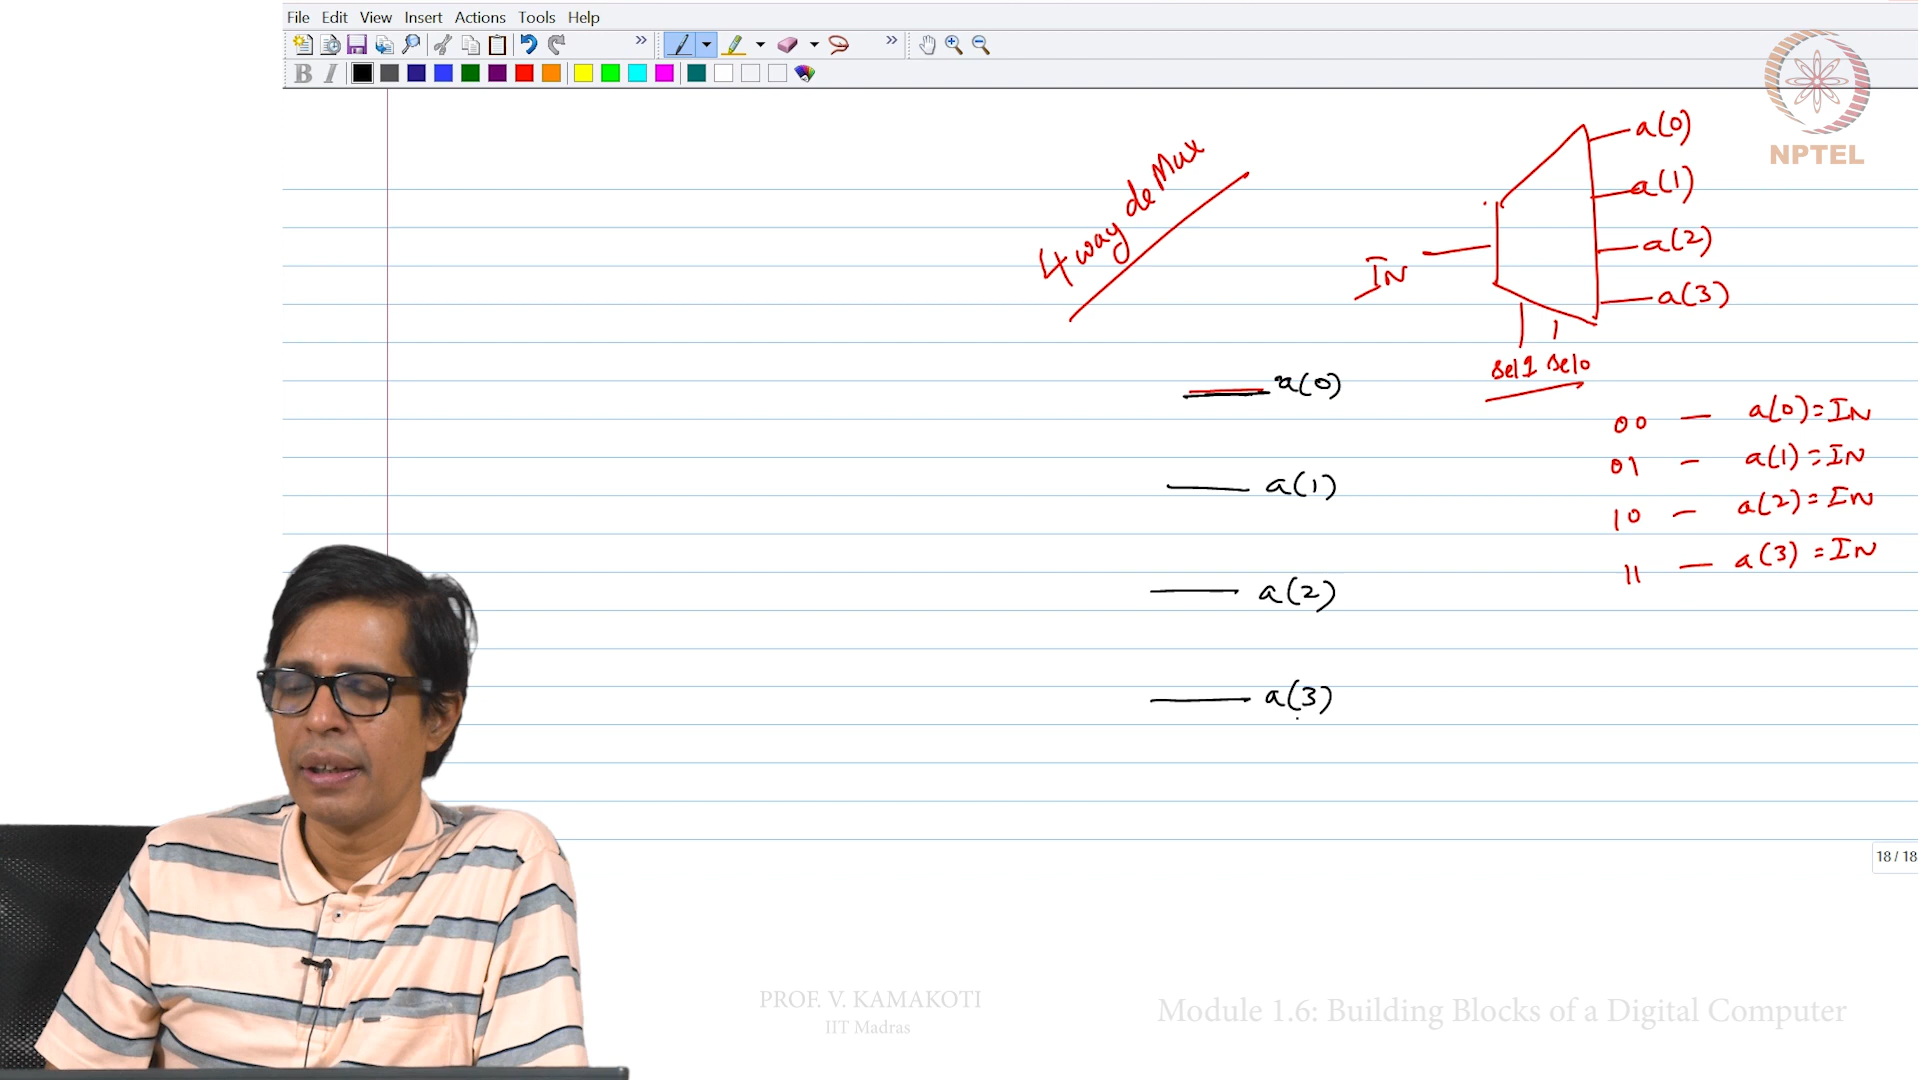 File Edit View Insert Actions Tools Help
B I
NPTEL
4 way deMux
a(0)
a(1)
a(2)
a(3)
IN
sel1 sel0
00 — a(0)=IN
01 — a(1)=IN
10 — a(2)=IN
11 — a(3)=IN
a(0)
a(1)
a(2)
a(3)
18 / 18
PROF. V. KAMAKOTI
IIT Madras
Module 1.6: Building Blocks of a Digital Computer